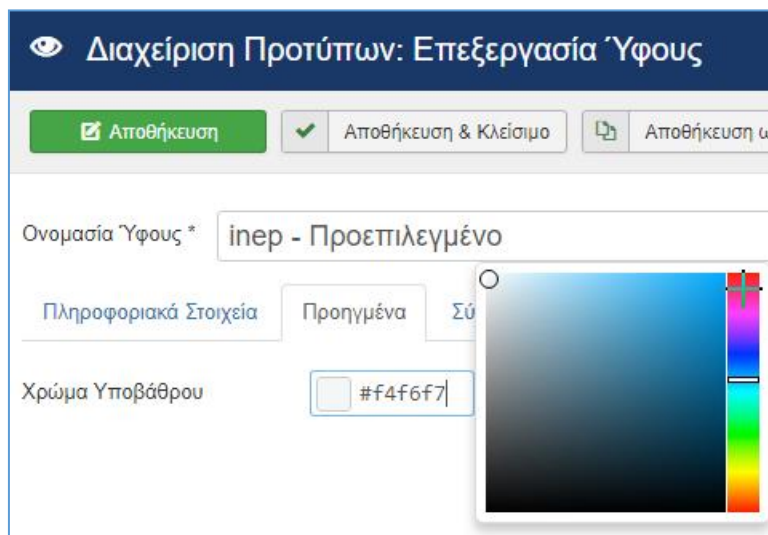 Διαχείριση Προτύπων: Επεξεργασία Ύφους
Αποθήκευση
Αποθήκευση & Κλείσιμο
Αποθήκευση ω
Ονομασία Ύφους *
inep - Προεπιλεγμένο
Πληροφοριακά Στοιχεία
Προηγμένα
Σύ
Χρώμα Υποβάθρου
#f4f6f7